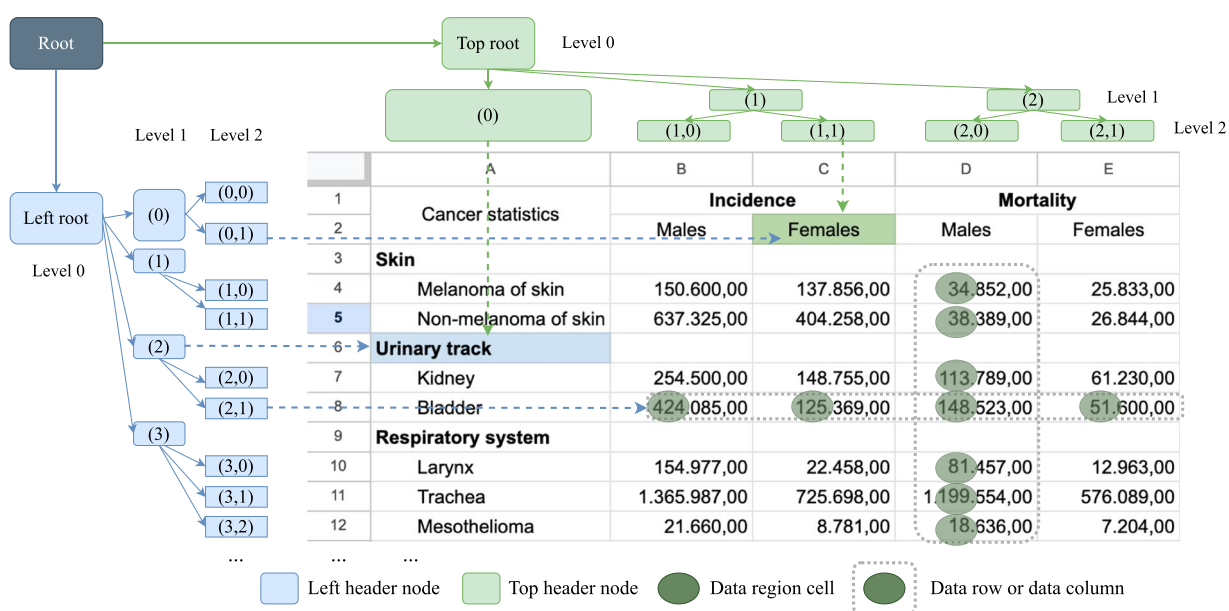 Root
Top root
Level 0
(0)
(1)
(2)
Level 1
(1,0)
(1,1)
(2,0)
(2,1)
Level 2
Level 1
Level 2
Left root
Level 0
(0)
(0,0)
(0,1)
(1)
(1,0)
(1,1)
(2)
(2,0)
(2,1)
(3)
(3,0)
(3,1)
(3,2)
...
A B C D E
1 Cancer statistics Incidence Mortality
2 Males Females Males Females
3 Skin
4 Melanoma of skin 150.600,00 137.856,00 34.852,00 25.833,00
5 Non-melanoma of skin 637.325,00 404.258,00 38.389,00 26.844,00
6 Urinary track
7 Kidney 254.500,00 148.755,00 113.789,00 61.230,00
8 Bladder 424.085,00 125.369,00 148.523,00 51.600,00
9 Respiratory system
10 Larynx 154.977,00 22.458,00 81.457,00 12.963,00
11 Trachea 1.365.987,00 725.698,00 1.199.554,00 576.089,00
12 Mesothelioma 21.660,00 8.781,00 18.636,00 7.204,00
... ...
Left header node
Top header node
Data region cell
Data row or data column